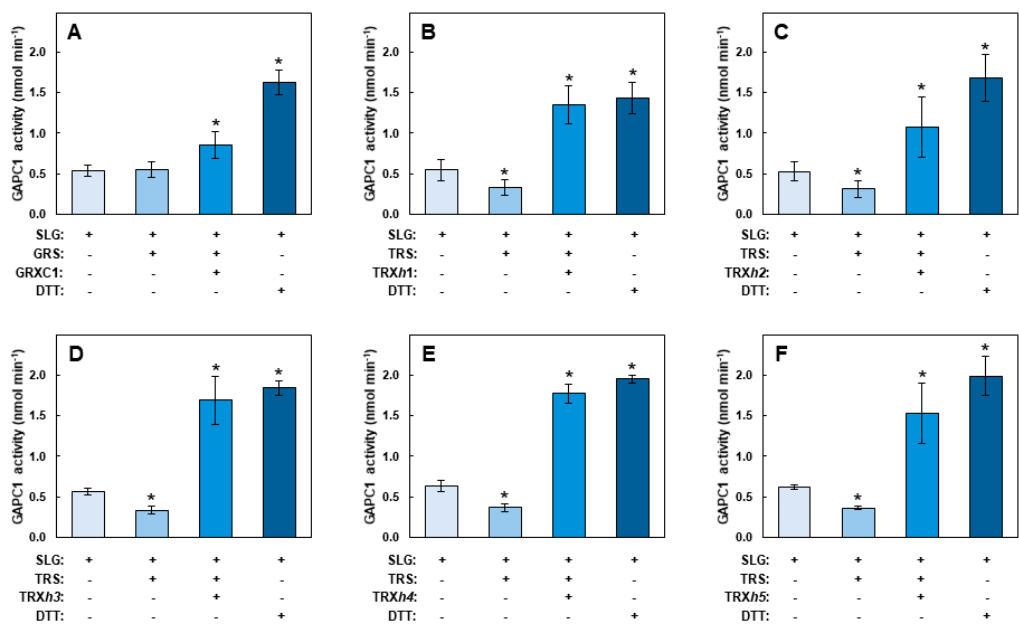 A
GAPC1 activity (nmol min⁻¹)
2.0
1.5
1.0
0.5
0.0
* *
SLG: + + + +
GRS: - + + -
GRXC1: - - + -
DTT: - - - +
B
GAPC1 activity (nmol min⁻¹)
2.0
1.5
1.0
0.5
0.0
* * *
SLG: + + + +
TRS: - + + -
TRXh1: - - + -
DTT: - - - +
C
GAPC1 activity (nmol min⁻¹)
2.0
1.5
1.0
0.5
0.0
* * *
SLG: + + + +
TRS: - + + -
TRXh2: - - + -
DTT: - - - +
D
GAPC1 activity (nmol min⁻¹)
2.0
1.5
1.0
0.5
0.0
* * *
SLG: + + + +
TRS: - + + -
TRXh3: - - + -
DTT: - - - +
E
GAPC1 activity (nmol min⁻¹)
2.0
1.5
1.0
0.5
0.0
* * *
SLG: + + + +
TRS: - + + -
TRXh4: - - + -
DTT: - - - +
F
GAPC1 activity (nmol min⁻¹)
2.0
1.5
1.0
0.5
0.0
* * *
SLG: + + + +
TRS: - + + -
TRXh5: - - + -
DTT: - - - +